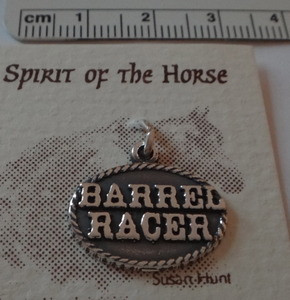 cm 1 2 3 4
Spirit of the Horse
BARREL
RACER
Susan Hunt